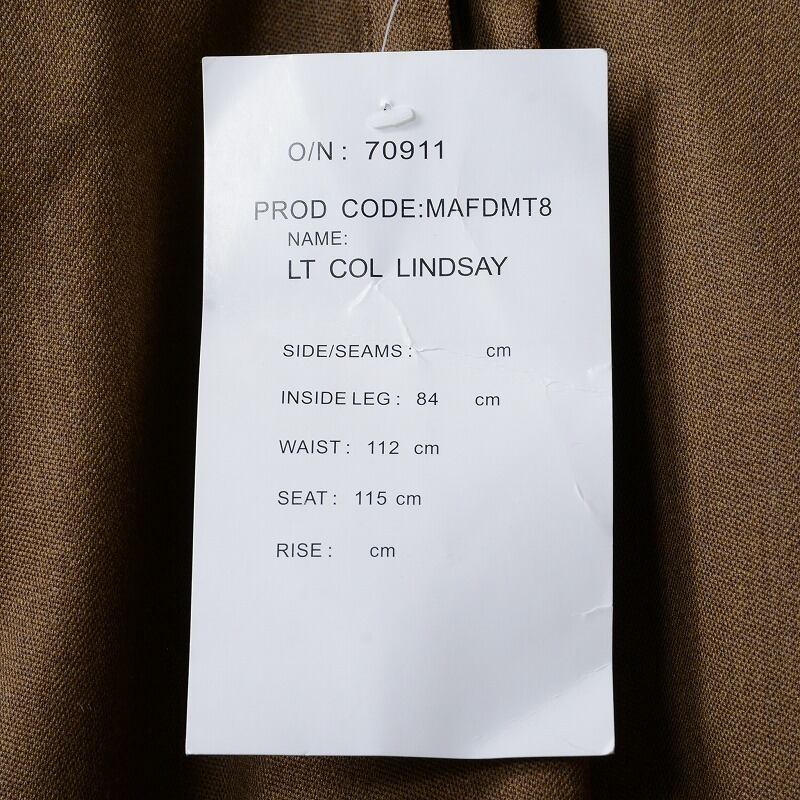 O/N : 70911
PROD CODE:MAFDMT8
NAME:
LT COL LINDSAY
SIDE/SEAMS : cm
INSIDE LEG : 84 cm
WAIST : 112 cm
SEAT : 115 cm
RISE : cm